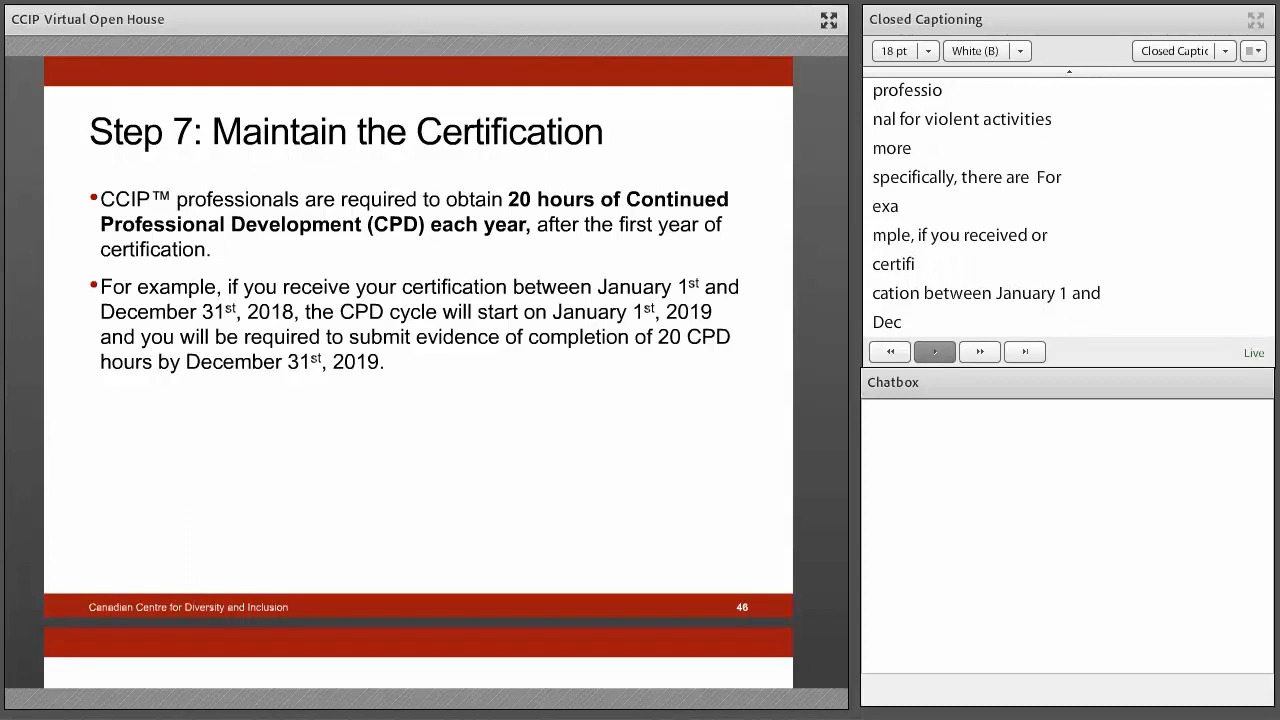 CCIP Virtual Open House
Step 7: Maintain the Certification
•CCIP™ professionals are required to obtain 20 hours of Continued
Professional Development (CPD) each year, after the first year of
certification.
•For example, if you receive your certification between January 1st and
December 31st, 2018, the CPD cycle will start on January 1st, 2019
and you will be required to submit evidence of completion of 20 CPD
hours by December 31st, 2019.
Canadian Centre for Diversity and Inclusion
46
Closed Captioning
18 pt
White (B)
Closed Captic
professio
nal for violent activities
more
specifically, there are For
exa
mple, if you received or
certifi
cation between January 1 and
Dec
Live
Chatbox